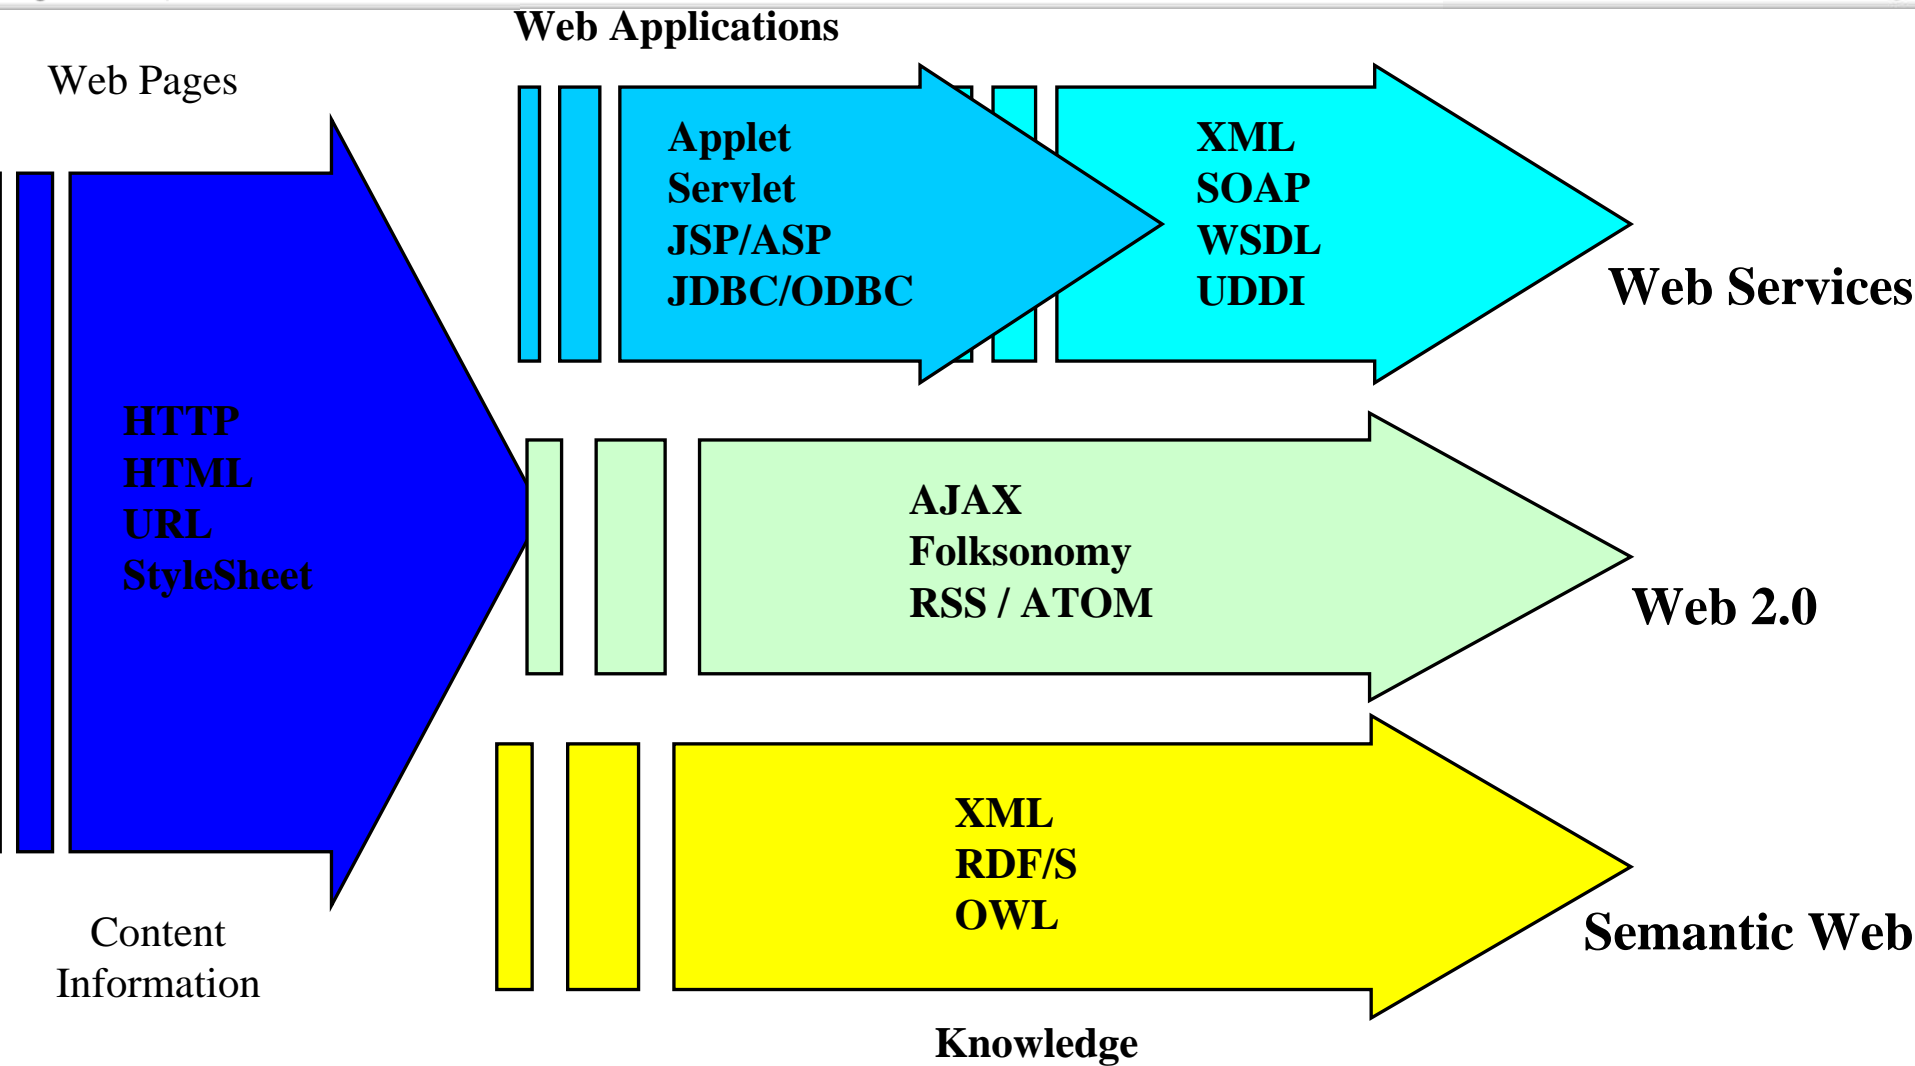 Web Applications
Web Pages
Applet
Servlet
JSP/ASP
JDBC/ODBC
XML
SOAP
WSDL
UDDI
Web Services
HTTP
HTML
URL
StyleSheet
AJAX
Folksonomy
RSS / ATOM
Web 2.0
XML
RDF/S
OWL
Content
Information
Semantic Web
Knowledge